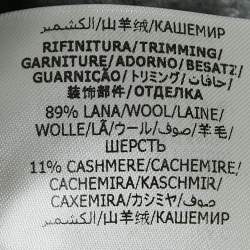 الكشمير/山羊绒/КАШЕМИР
RIFINITURA/TRIMMING/
GARNITURE/ADORNO/BESATZ/
GUARNIÇÃO/トリミング/حافات/
装饰部件/ОТДЕЛКА
89% LANA/WOOL/LAINE/
WOLLE/LÃ/ウール/صوف/羊毛/
ШЕРСТЬ
11% CASHMERE/CACHEMIRE/
CACHEMIRA/KASCHMIR/
CAXEMIRA/カシミヤ/صوف
الكشمير/山羊绒/КАШЕМИР